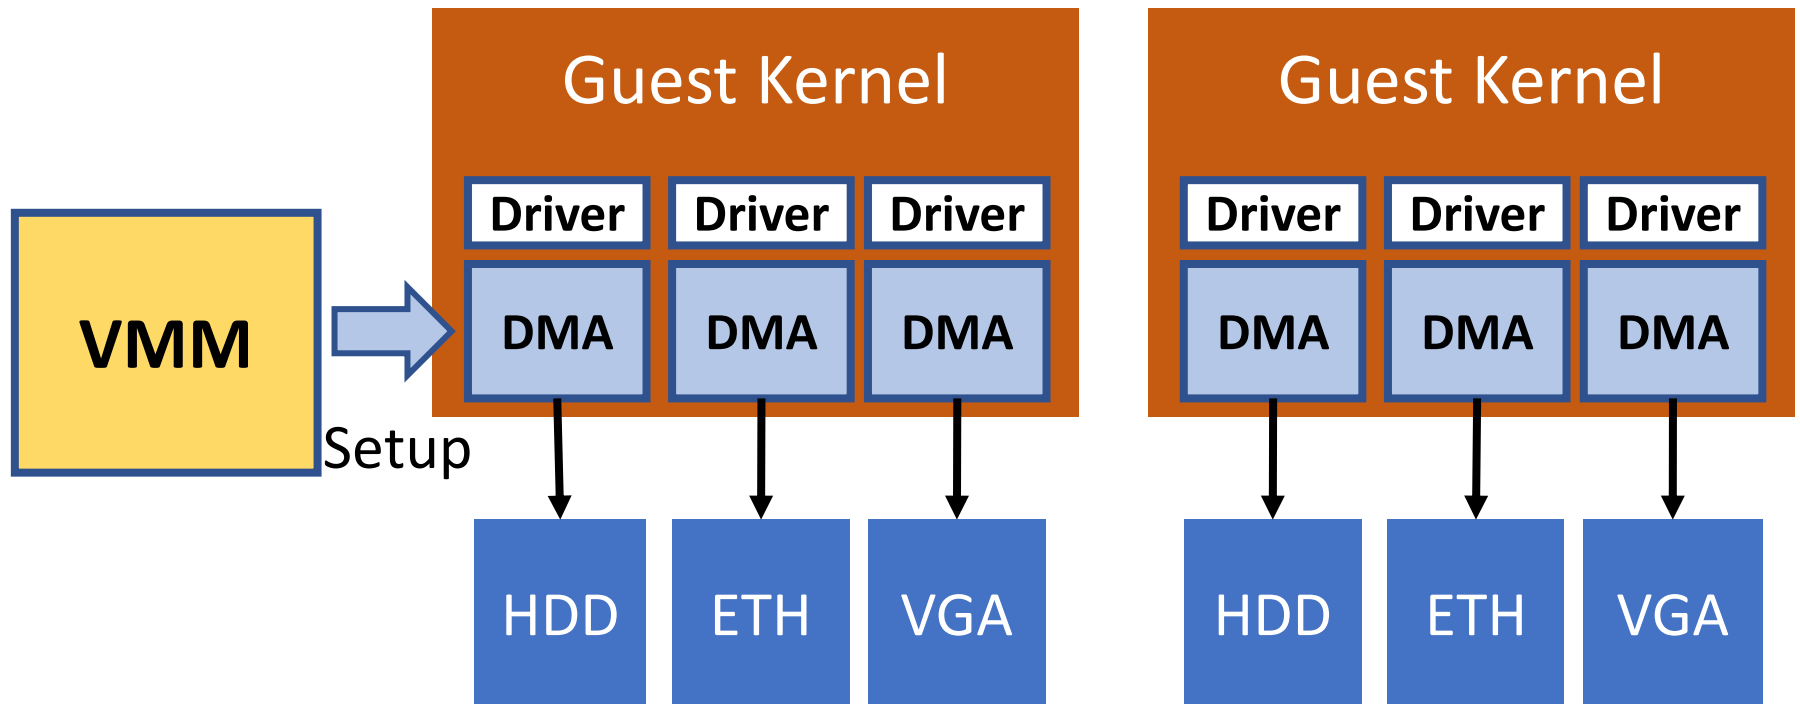 Guest Kernel
Guest Kernel
Driver Driver Driver
Driver Driver Driver
VMM
DMA DMA DMA
DMA DMA DMA
Setup
HDD ETH VGA
HDD ETH VGA